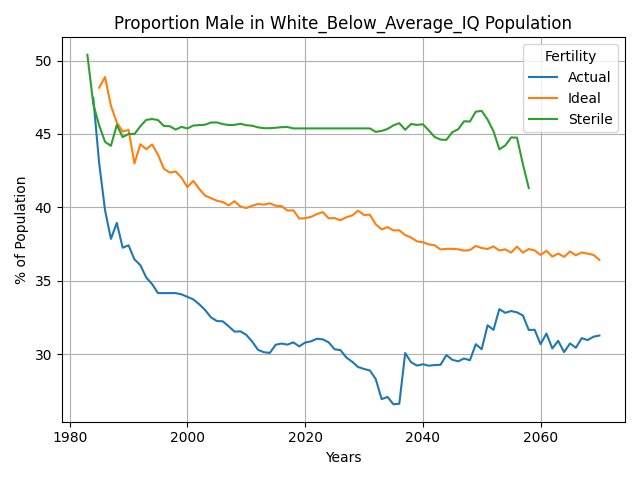 Proportion Male in White_Below_Average_IQ Population
% of Population
50
45
40
35
30
1980
2000
2020
2040
2060
Years
Fertility
Actual
Ideal
Sterile